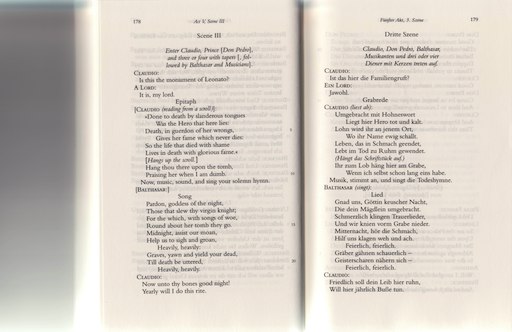 178
Act V. Scene III
Scene III
Enter Claudio, Prince [Don Pedro],
and three or four with tapers [, fol-
lowed by Balthasar and Musicians].
CLAUDIO:
Is this the monument of Leonato?
A LORD:
It is, my lord.
Epitaph
[CLAUDIO (reading from a scroll)]:
»Done to death by slanderous tongues
Was the Hero that here lies:
Death, in guerdon of her wrongs,
Gives her fame which never dies:
So the life that died with shame
Lives in death with glorious fame.«
[Hangs up the scroll.]
Hang thou there upon the tomb,
Praising her when I am dumb.
Now, music, sound, and sing your solemn hymn.
[BALTHASAR:]
Song
Pardon, goddess of the night,
Those that slew thy virgin knight;
For the which, with songs of woe,
Round about her tomb they go.
Midnight, assist our moan,
Help us to sigh and groan,
Heavily, heavily:
Graves, yawn and yield your dead,
Till death be uttered,
Heavily, heavily.
CLAUDIO:
Now unto thy bones good night!
Yearly will I do this rite.
5
10
15
20
Fünfter Akt, 3. Szene
179
Dritte Szene
Claudio, Don Pedro, Balthasar,
Musikanten und drei oder vier
Diener mit Kerzen treten auf.
CLAUDIO:
Ist das hier die Familiengruft?
EIN LORD:
Jawohl.
Grabrede
CLAUDIO (liest ab):
Umgebracht mit Hohneswort
Liegt hier Hero tot und kalt.
Lohn wird ihr an jenem Ort,
Wo ihr Name ewig schallt.
Leben, das in Schmach geendet,
Lebt im Tod zu Ruhm gewendet.
(Hängt das Schriftstück auf.)
Ihr zum Lob häng hier am Grabe,
Wenn ich selbst schon lang eins habe.
Musik, stimmt an, und singt die Todeshymne.
BALTHASAR (singt):
Lied
Gnad uns, Göttin keuscher Nacht,
Die dein Mägdlein umgebracht.
Schmerzlich klingen Trauerlieder,
Und wir knien vorm Grabe nieder.
Mitternacht, hör die Schmach,
Hilf uns klagen weh und ach.
Feierlich, feierlich.
Gräber gähnen schauerlich –
Geisterscharen nähern sich –
Feierlich, feierlich.
CLAUDIO:
Friedlich soll dein Leib hier ruhn,
Will hier jährlich Buße tun.